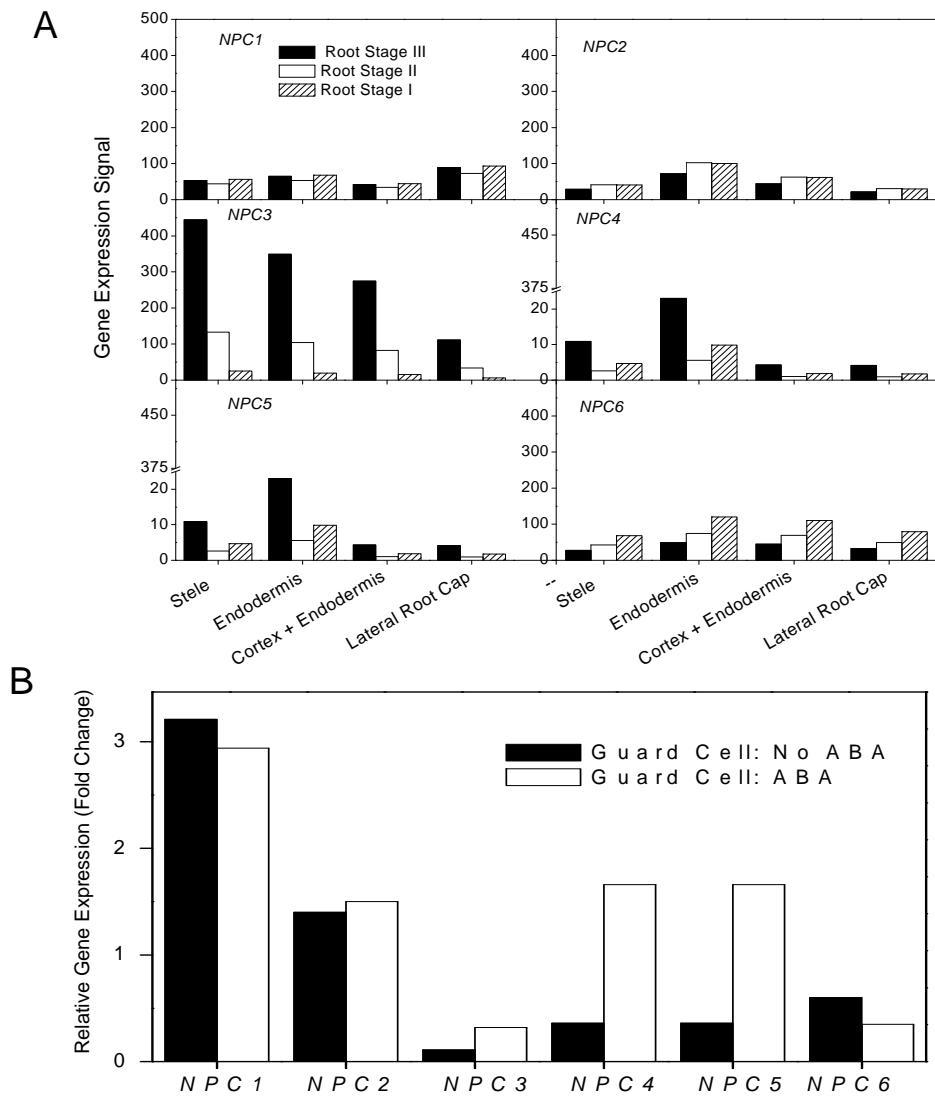 A
Gene Expression Signal
NPC1
500
400
300
200
100
0
Root Stage III
Root Stage II
Root Stage I
NPC2
500
400
300
200
100
0
NPC3
400
300
200
100
0
NPC4
450
375
20
10
0
NPC5
450
375
20
10
0
NPC6
400
300
200
100
0
--
Stele
Endodermis
Cortex + Endodermis
Lateral Root Cap
Stele
Endodermis
Cortex + Endodermis
Lateral Root Cap
B
Relative Gene Expression (Fold Change)
3
2
1
0
Guard Cell: No ABA
Guard Cell: ABA
NPC1 NPC2 NPC3 NPC4 NPC5 NPC6